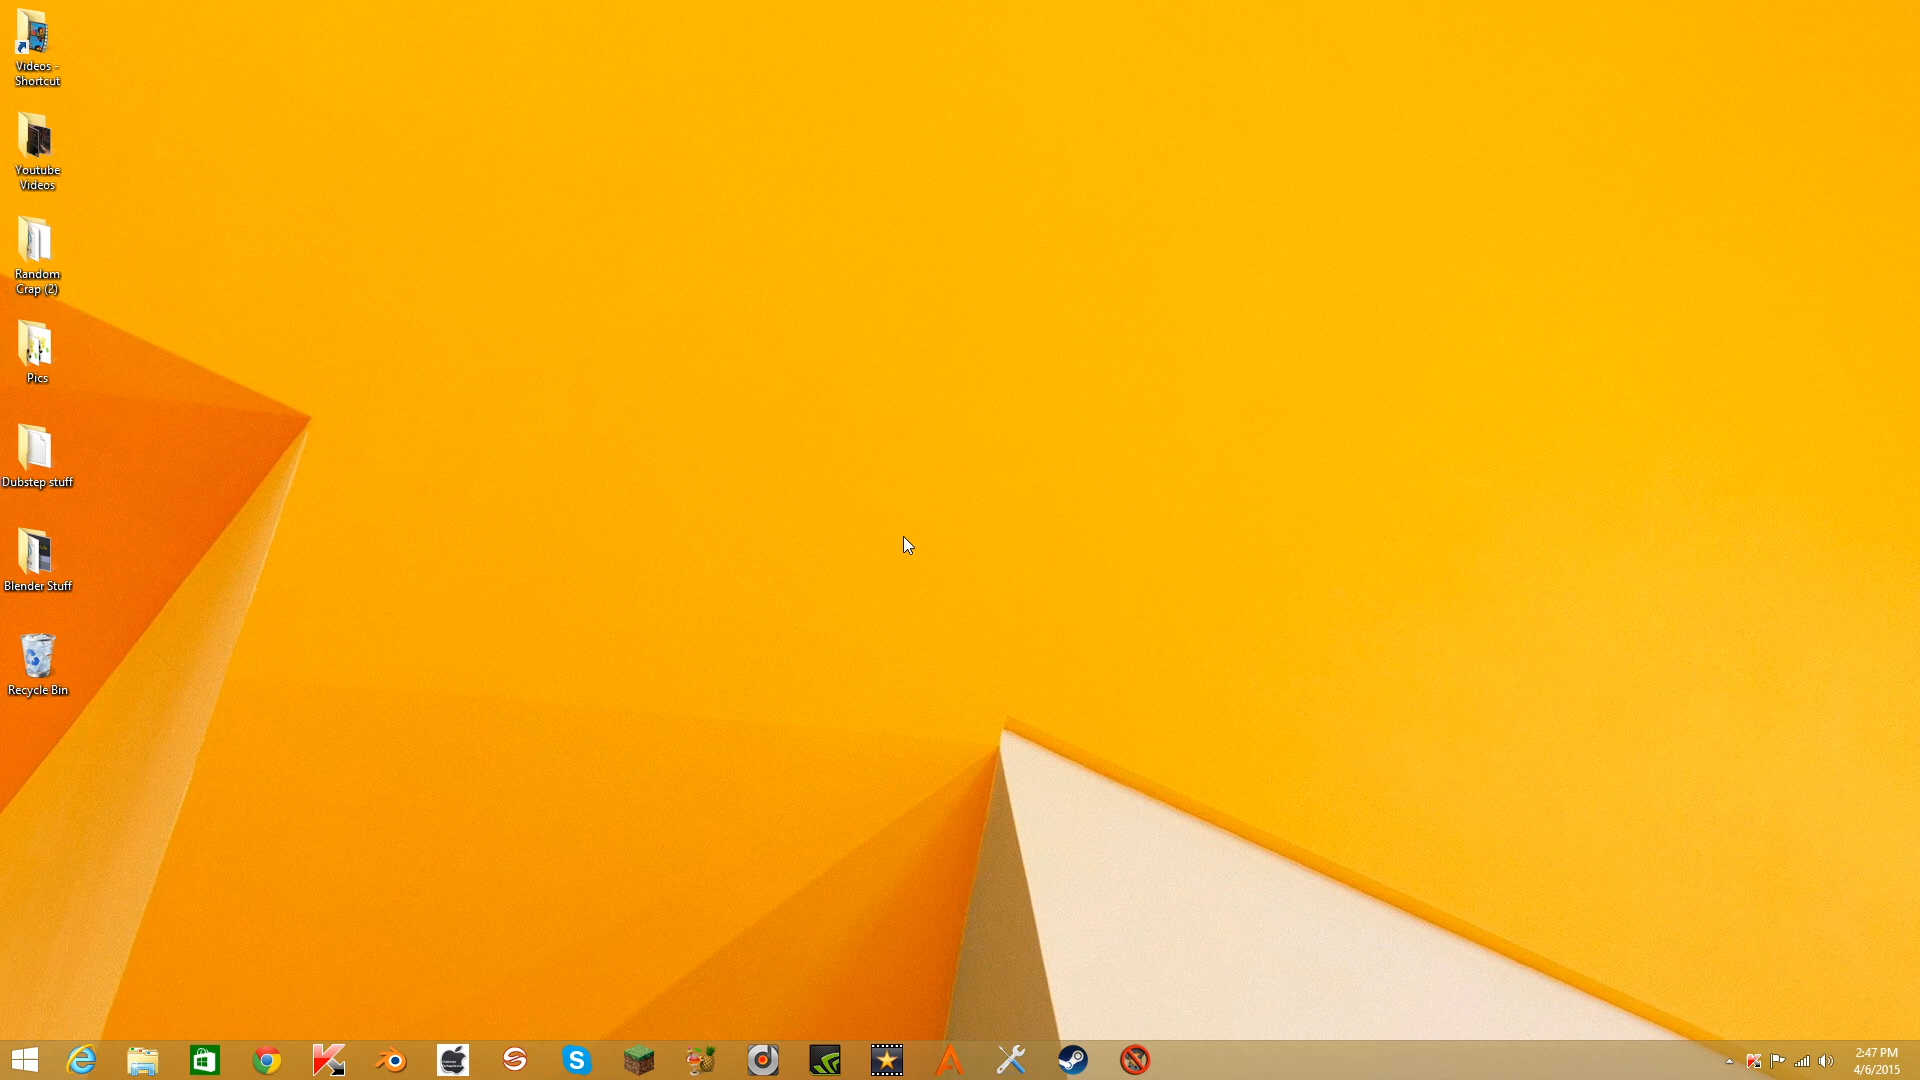 Videos -
Shortcut
Youtube
Videos
Random
Crap (2)
Pics
Dubstep stuff
Blender Stuff
Recycle Bin
2:47 PM
4/6/2015